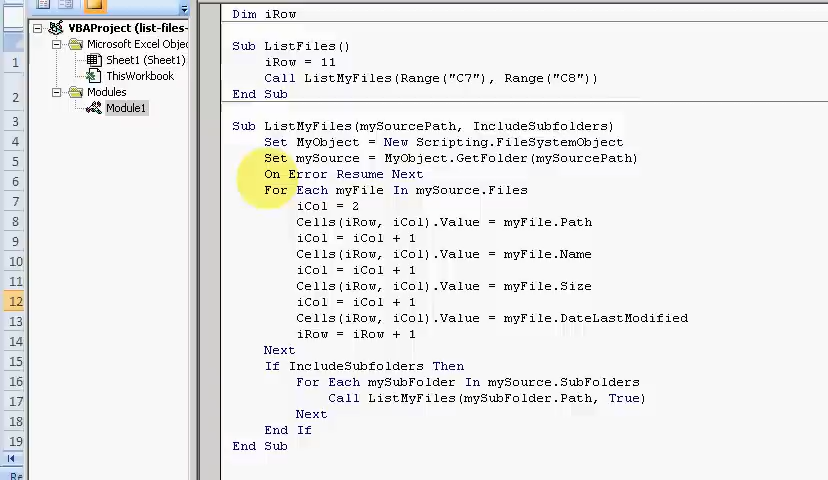 VBAProject (list-files-
Microsoft Excel Objec
Sheet1 (Sheet1)
ThisWorkbook
Modules
Module1
1
2
3
4
5
6
7
8
9
10
11
12
13
14
15
16
17
18
19
Re
Dim iRow
Sub ListFiles()
iRow = 11
Call ListMyFiles(Range("C7"), Range("C8"))
End Sub
Sub ListMyFiles(mySourcePath, IncludeSubfolders)
Set MyObject = New Scripting.FileSystemObject
Set mySource = MyObject.GetFolder(mySourcePath)
On Error Resume Next
For Each myFile In mySource.Files
iCol = 2
Cells(iRow, iCol).Value = myFile.Path
iCol = iCol + 1
Cells(iRow, iCol).Value = myFile.Name
iCol = iCol + 1
Cells(iRow, iCol).Value = myFile.Size
iCol = iCol + 1
Cells(iRow, iCol).Value = myFile.DateLastModified
iRow = iRow + 1
Next
If IncludeSubfolders Then
For Each mySubFolder In mySource.SubFolders
Call ListMyFiles(mySubFolder.Path, True)
Next
End If
End Sub